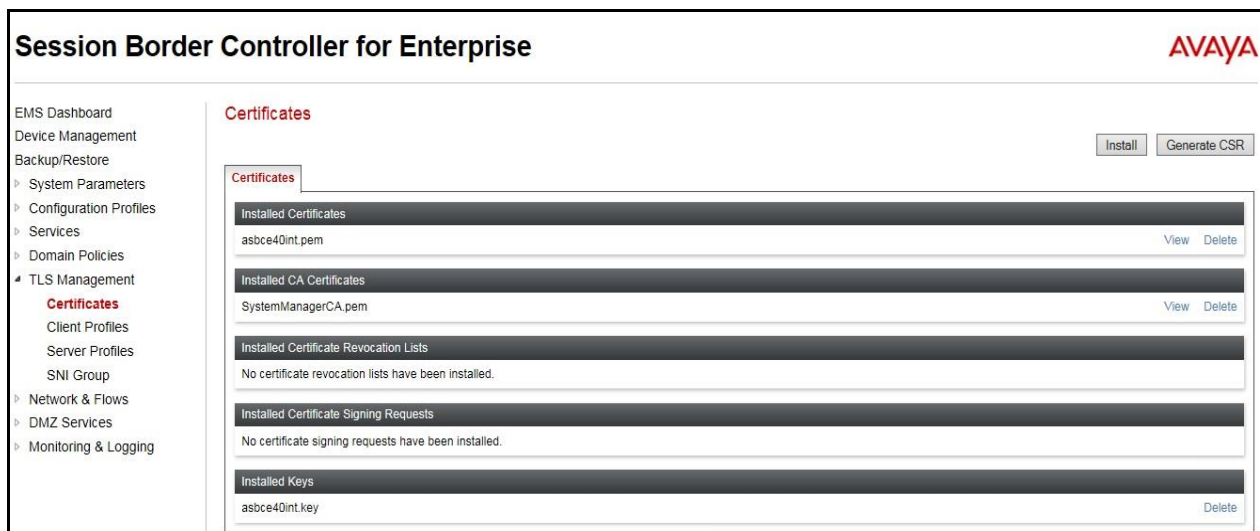 Session Border Controller for Enterprise
AVAYA
EMS Dashboard
Device Management
Backup/Restore
System Parameters
Configuration Profiles
Services
Domain Policies
TLS Management
Certificates
Client Profiles
Server Profiles
SNI Group
Network & Flows
DMZ Services
Monitoring & Logging
Certificates
Install Generate CSR
Certificates
Installed Certificates
asbce40int.pem View Delete
Installed CA Certificates
SystemManagerCA.pem View Delete
Installed Certificate Revocation Lists
No certificate revocation lists have been installed.
Installed Certificate Signing Requests
No certificate signing requests have been installed.
Installed Keys
asbce40int.key Delete